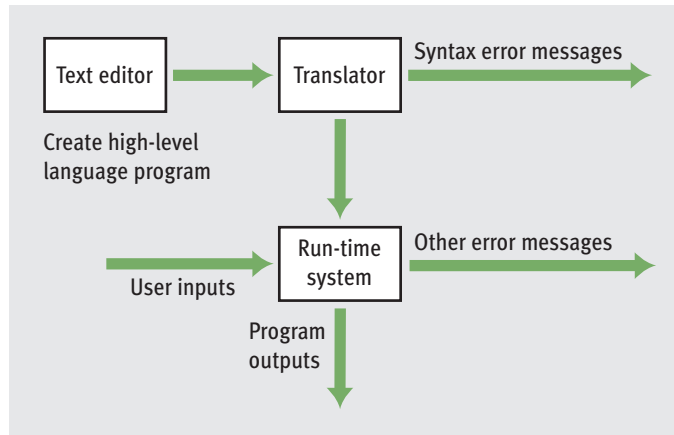 Text editor
Translator
Syntax error messages
Create high-level
language program
User inputs
Run-time
system
Other error messages
Program
outputs